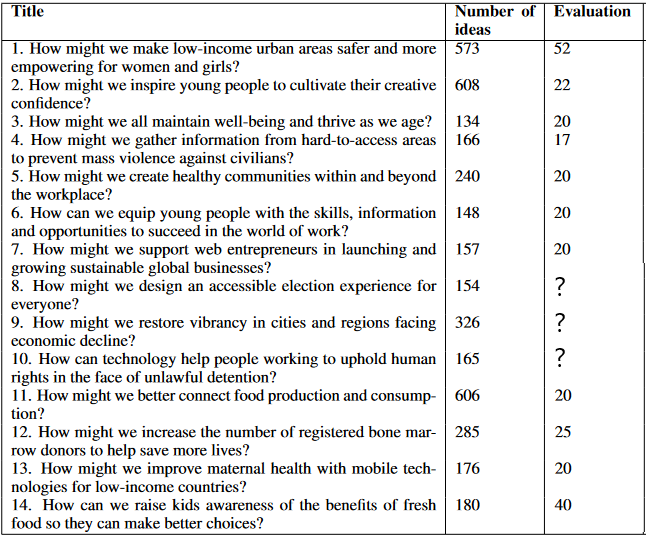 Title Number of Evaluation
ideas
1. How might we make low-income urban areas safer and more 573 52
empowering for women and girls?
2. How might we inspire young people to cultivate their creative 608 22
confidence?
3. How might we all maintain well-being and thrive as we age? 134 20
4. How might we gather information from hard-to-access areas 166 17
to prevent mass violence against civilians?
5. How might we create healthy communities within and beyond 240 20
the workplace?
6. How can we equip young people with the skills, information 148 20
and opportunities to succeed in the world of work?
7. How might we support web entrepreneurs in launching and 157 20
growing sustainable global businesses?
8. How might we design an accessible election experience for 154 ?
everyone?
9. How might we restore vibrancy in cities and regions facing 326 ?
economic decline?
10. How can technology help people working to uphold human 165 ?
rights in the face of unlawful detention?
11. How might we better connect food production and consump- 606 20
tion?
12. How might we increase the number of registered bone mar- 285 25
row donors to help save more lives?
13. How might we improve maternal health with mobile tech- 176 20
nologies for low-income countries?
14. How can we raise kids awareness of the benefits of fresh 180 40
food so they can make better choices?